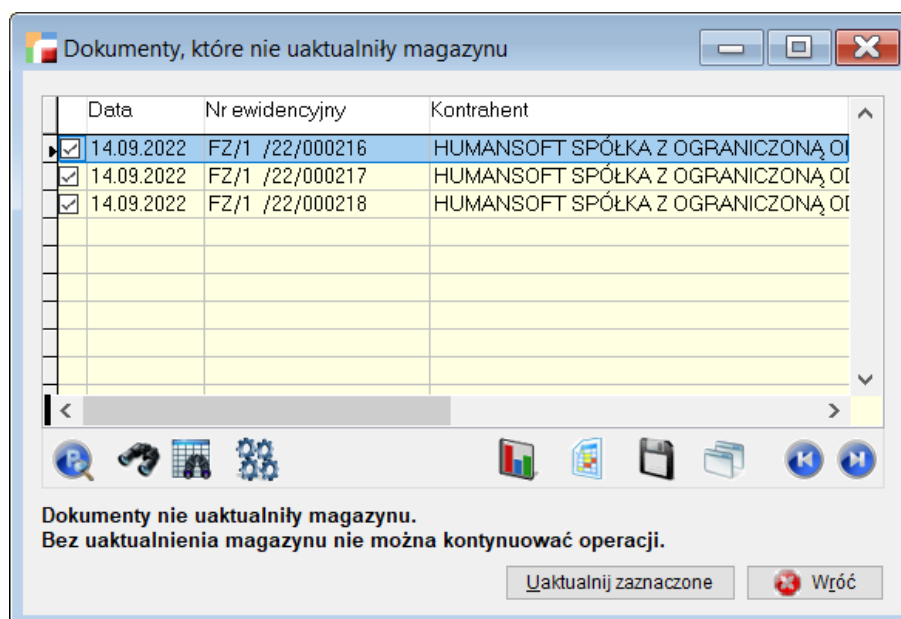 Dokumenty, które nie uaktualniły magazynu
Data Nr ewidencyjny Kontrahent
14.09.2022 FZ/1 /22/000216 HUMANSOFT SPÓŁKA Z OGRANICZONĄ
14.09.2022 FZ/1 /22/000217 HUMANSOFT SPÓŁKA Z OGRANICZONĄ
14.09.2022 FZ/1 /22/000218 HUMANSOFT SPÓŁKA Z OGRANICZONĄ
Dokumenty nie uaktualniły magazynu.
Bez uaktualnienia magazynu nie można kontynuować operacji.
Uaktualnij zaznaczone Wróć